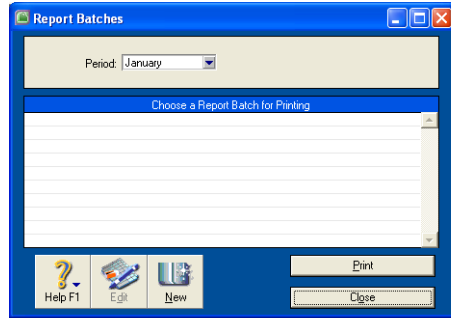 Report Batches
Period: January
Choose a Report Batch for Printing
Print
Help F1 Edit New
Close